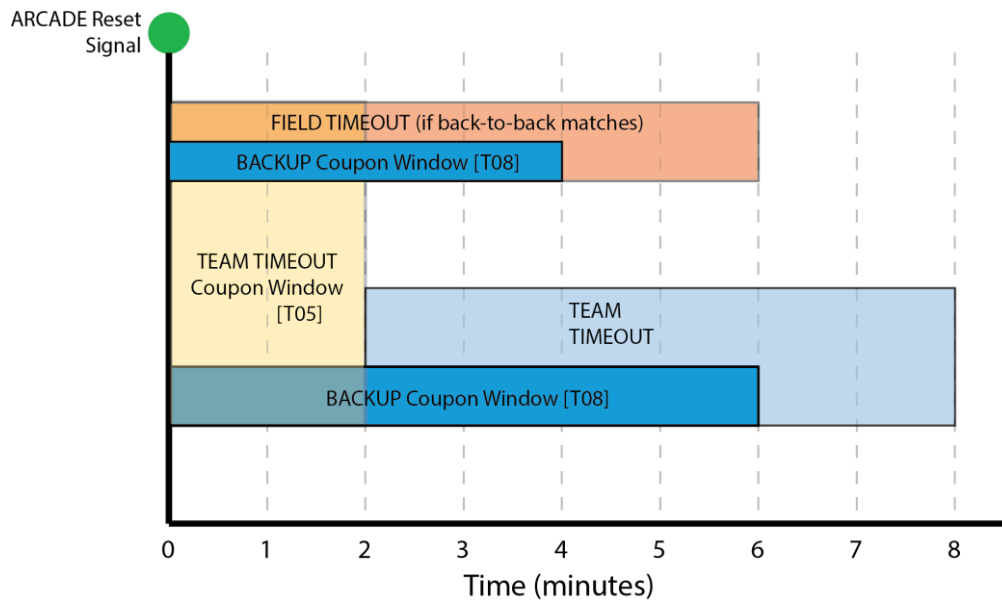 ARCADE Reset
Signal
FIELD TIMEOUT (if back-to-back matches)
BACKUP Coupon Window [T08]
TEAM TIMEOUT
Coupon Window
[T05]
TEAM
TIMEOUT
BACKUP Coupon Window [T08]
0 1 2 3 4 5 6 7 8
Time (minutes)